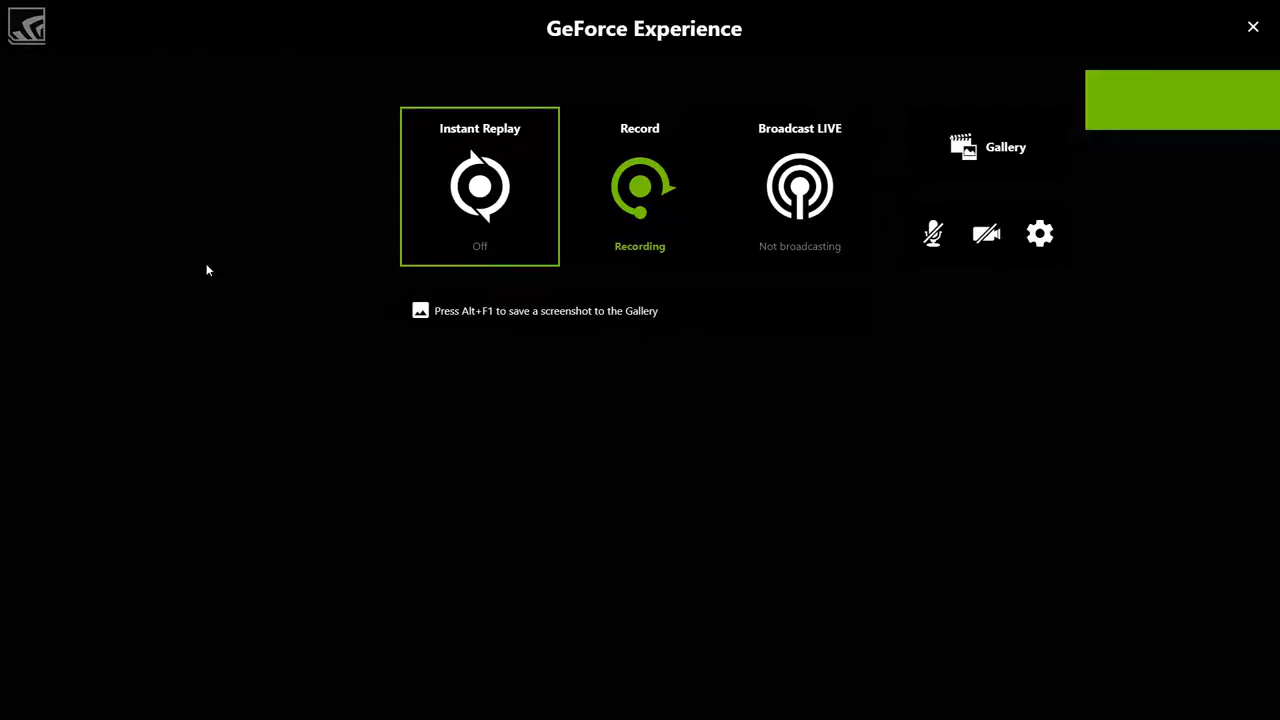 GeForce Experience
Instant Replay
Record
Broadcast LIVE
Gallery
Off
Recording
Not broadcasting
Press Alt+F1 to save a screenshot to the Gallery